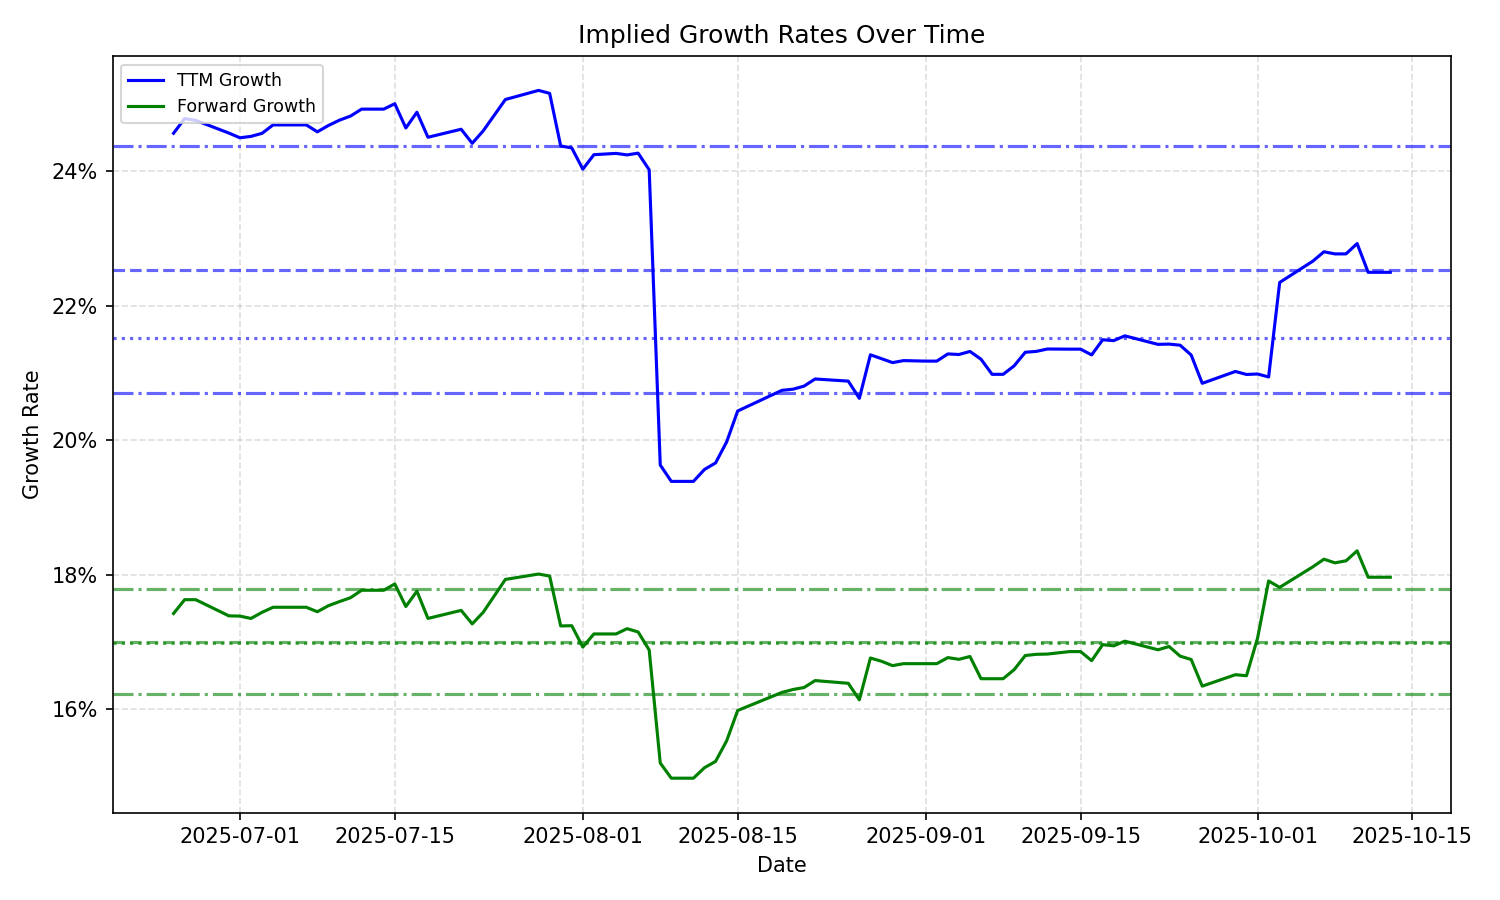 Implied Growth Rates Over Time
TTM Growth
Forward Growth
24%
22%
20%
18%
16%
Growth Rate
2025-07-01
2025-07-15
2025-08-01
2025-08-15
2025-09-01
2025-09-15
2025-10-01
2025-10-15
Date